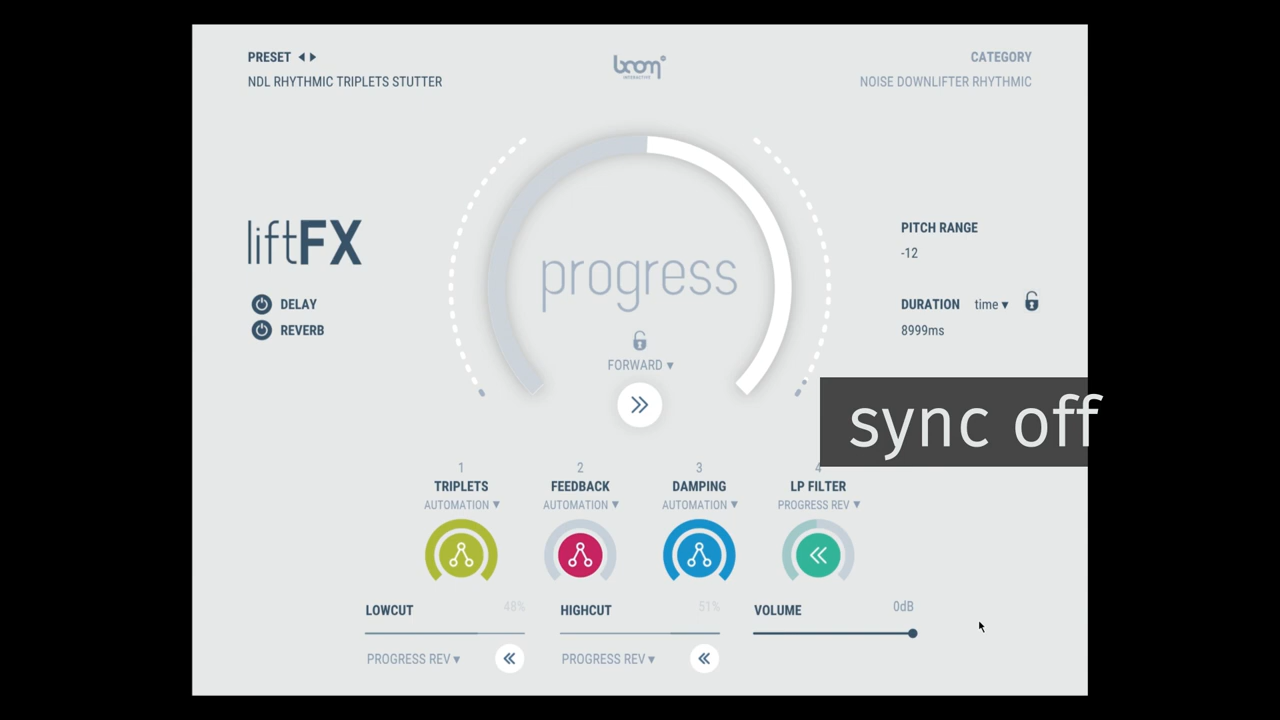 PRESET
NDL RHYTHMIC TRIPLETS STUTTER
boom
INTERACTIVE
CATEGORY
NOISE DOWNLIFTER RHYTHMIC
liftFX
DELAY
REVERB
progress
FORWARD
PITCH RANGE
-12
DURATION time
8999ms
sync off
1 2 3 4
TRIPLETS FEEDBACK DAMPING LP FILTER
AUTOMATION AUTOMATION AUTOMATION PROGRESS REV
LOWCUT 48% HIGHCUT 51% VOLUME 0dB
PROGRESS REV PROGRESS REV